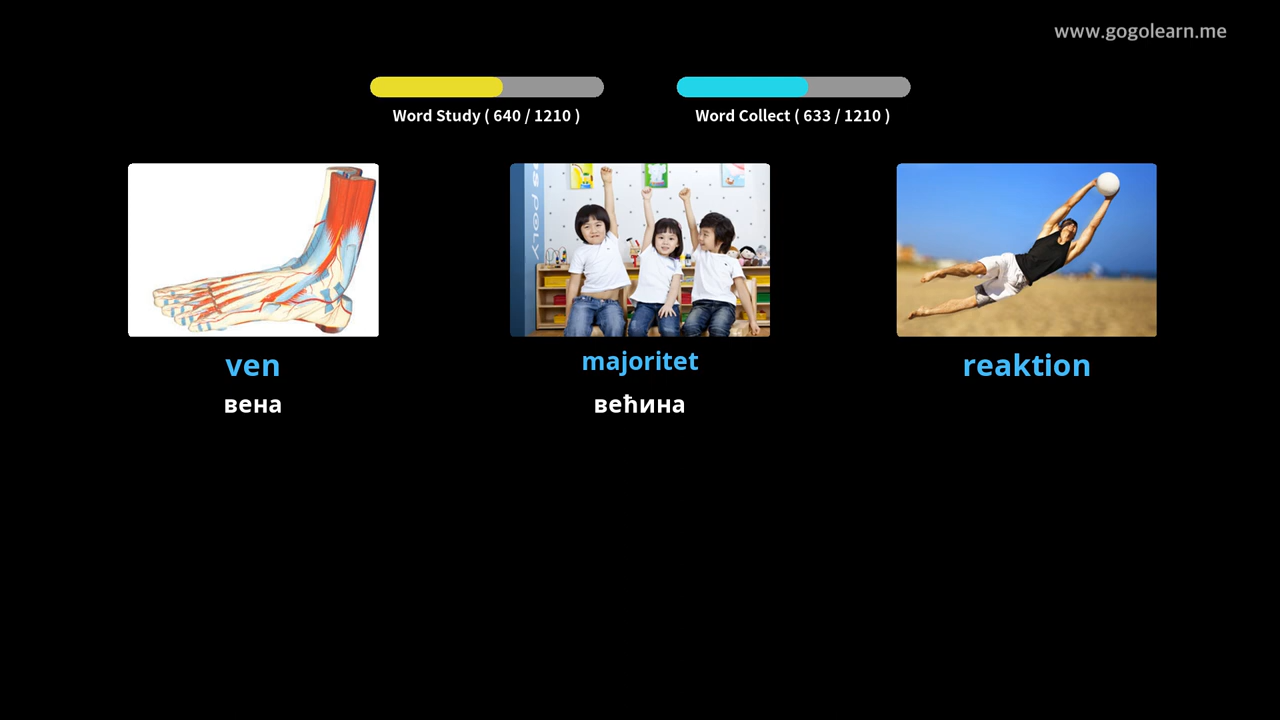 www.gogolearn.me
Word Study ( 640 / 1210 )
Word Collect ( 633 / 1210 )
ven
majoritet
reaktion
вена
већина